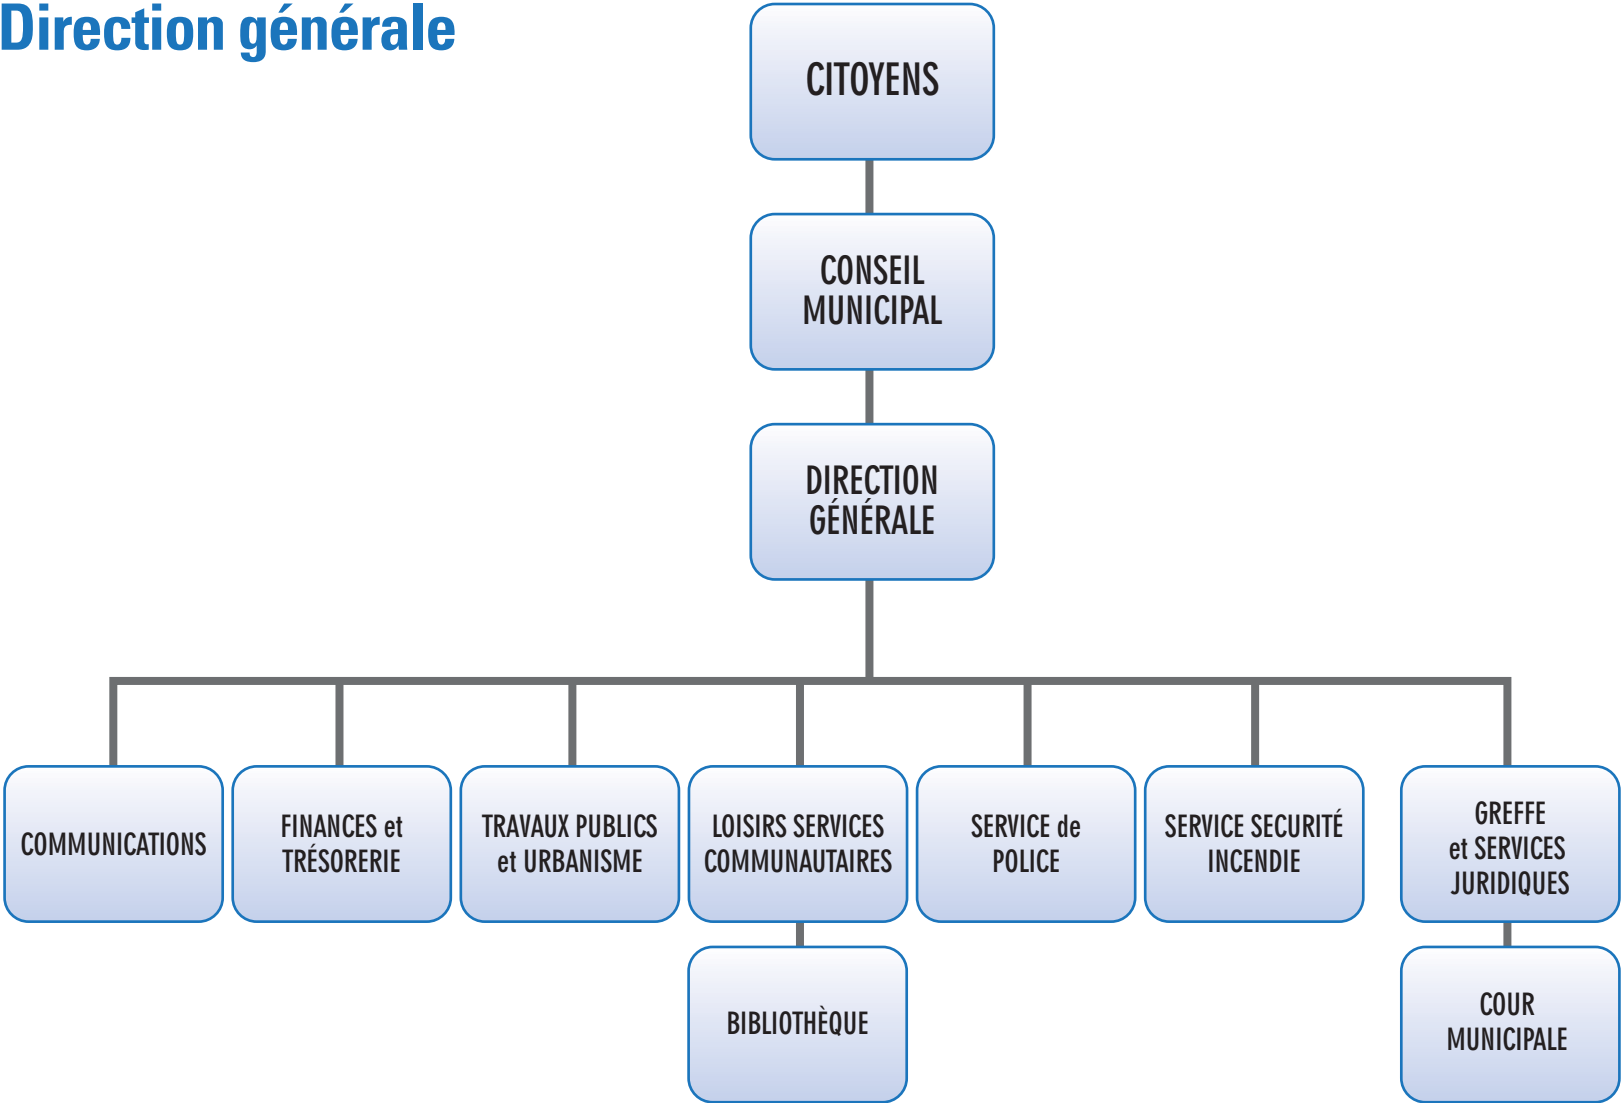 Direction générale
CITOYENS
CONSEIL
MUNICIPAL
DIRECTION
GÉNÉRALE
COMMUNICATIONS
FINANCES et
TRÉSORERIE
TRAVAUX PUBLICS
et URBANISME
LOISIRS SERVICES
COMMUNAUTAIRES
SERVICE de
POLICE
SERVICE SECURITÉ
INCENDIE
GREFFE
et SERVICES
JURIDIQUES
BIBLIOTHÈQUE
COUR
MUNICIPALE